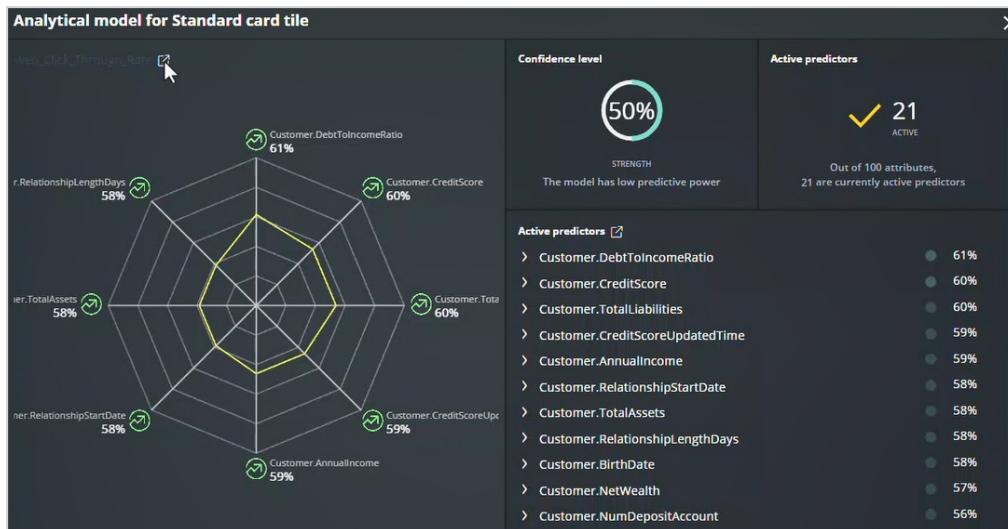 Analytical model for Standard card tile
Web_Click_Through_Rate
Customer.DebtToIncomeRatio
61%
r.RelationshipLengthDays
58%
Customer.CreditScore
60%
er.TotalAssets
58%
Customer.Tota
60%
er.RelationshipStartDate
58%
Customer.CreditScoreUpd
59%
Customer.AnnualIncome
59%
Confidence level
50%
STRENGTH
The model has low predictive power
Active predictors
21
ACTIVE
Out of 100 attributes,
21 are currently active predictors
Active predictors
Customer.DebtToIncomeRatio 61%
Customer.CreditScore 60%
Customer.TotalLiabilities 60%
Customer.CreditScoreUpdatedTime 59%
Customer.AnnualIncome 59%
Customer.RelationshipStartDate 58%
Customer.TotalAssets 58%
Customer.RelationshipLengthDays 58%
Customer.BirthDate 58%
Customer.NetWealth 57%
Customer.NumDepositAccount 56%